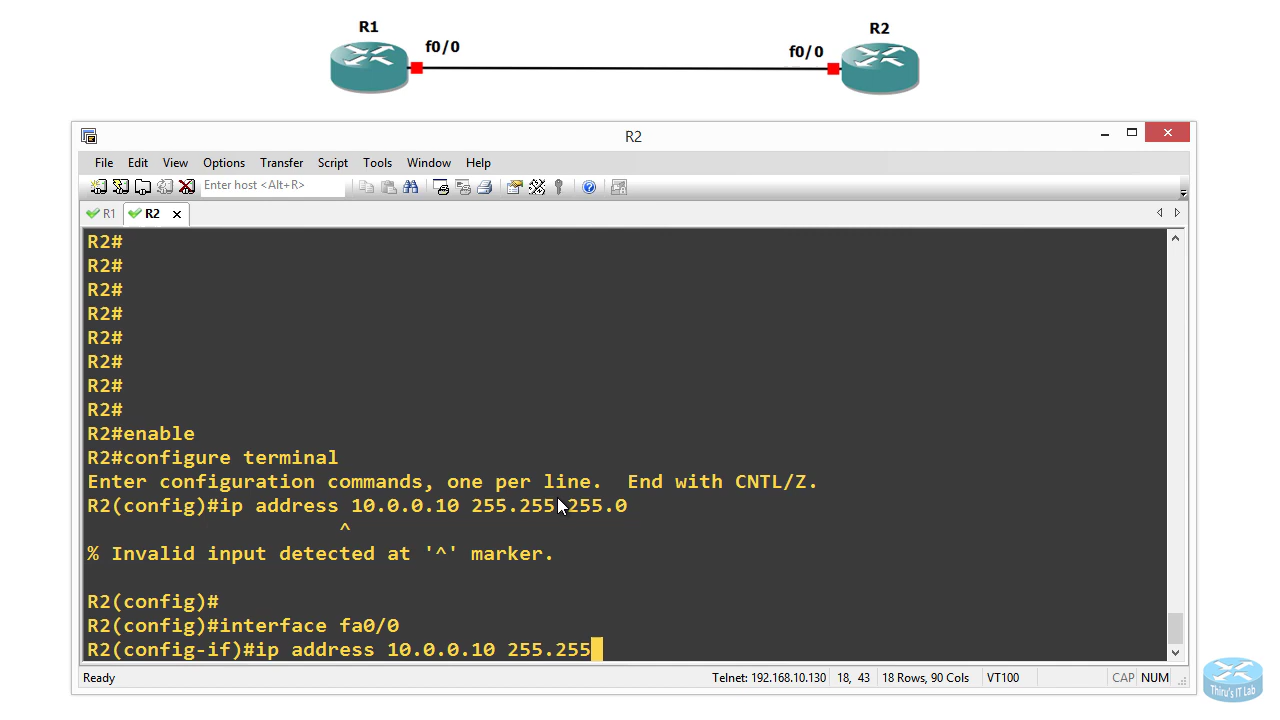 R1
R2
f0/0
f0/0
R2
File Edit View Options Transfer Script Tools Window Help
Enter host <Alt+R>
R1 R2
R2#
R2#
R2#
R2#
R2#
R2#
R2#
R2#
R2#enable
R2#configure terminal
Enter configuration commands, one per line.  End with CNTL/Z.
R2(config)#ip address 10.0.0.10 255.255.255.0
^
% Invalid input detected at '^' marker.
R2(config)#
R2(config)#interface fa0/0
R2(config-if)#ip address 10.0.0.10 255.255
Ready Telnet: 192.168.10.130 18, 43 18 Rows, 90 Cols VT100 CAP NUM
Thiru's IT Lab